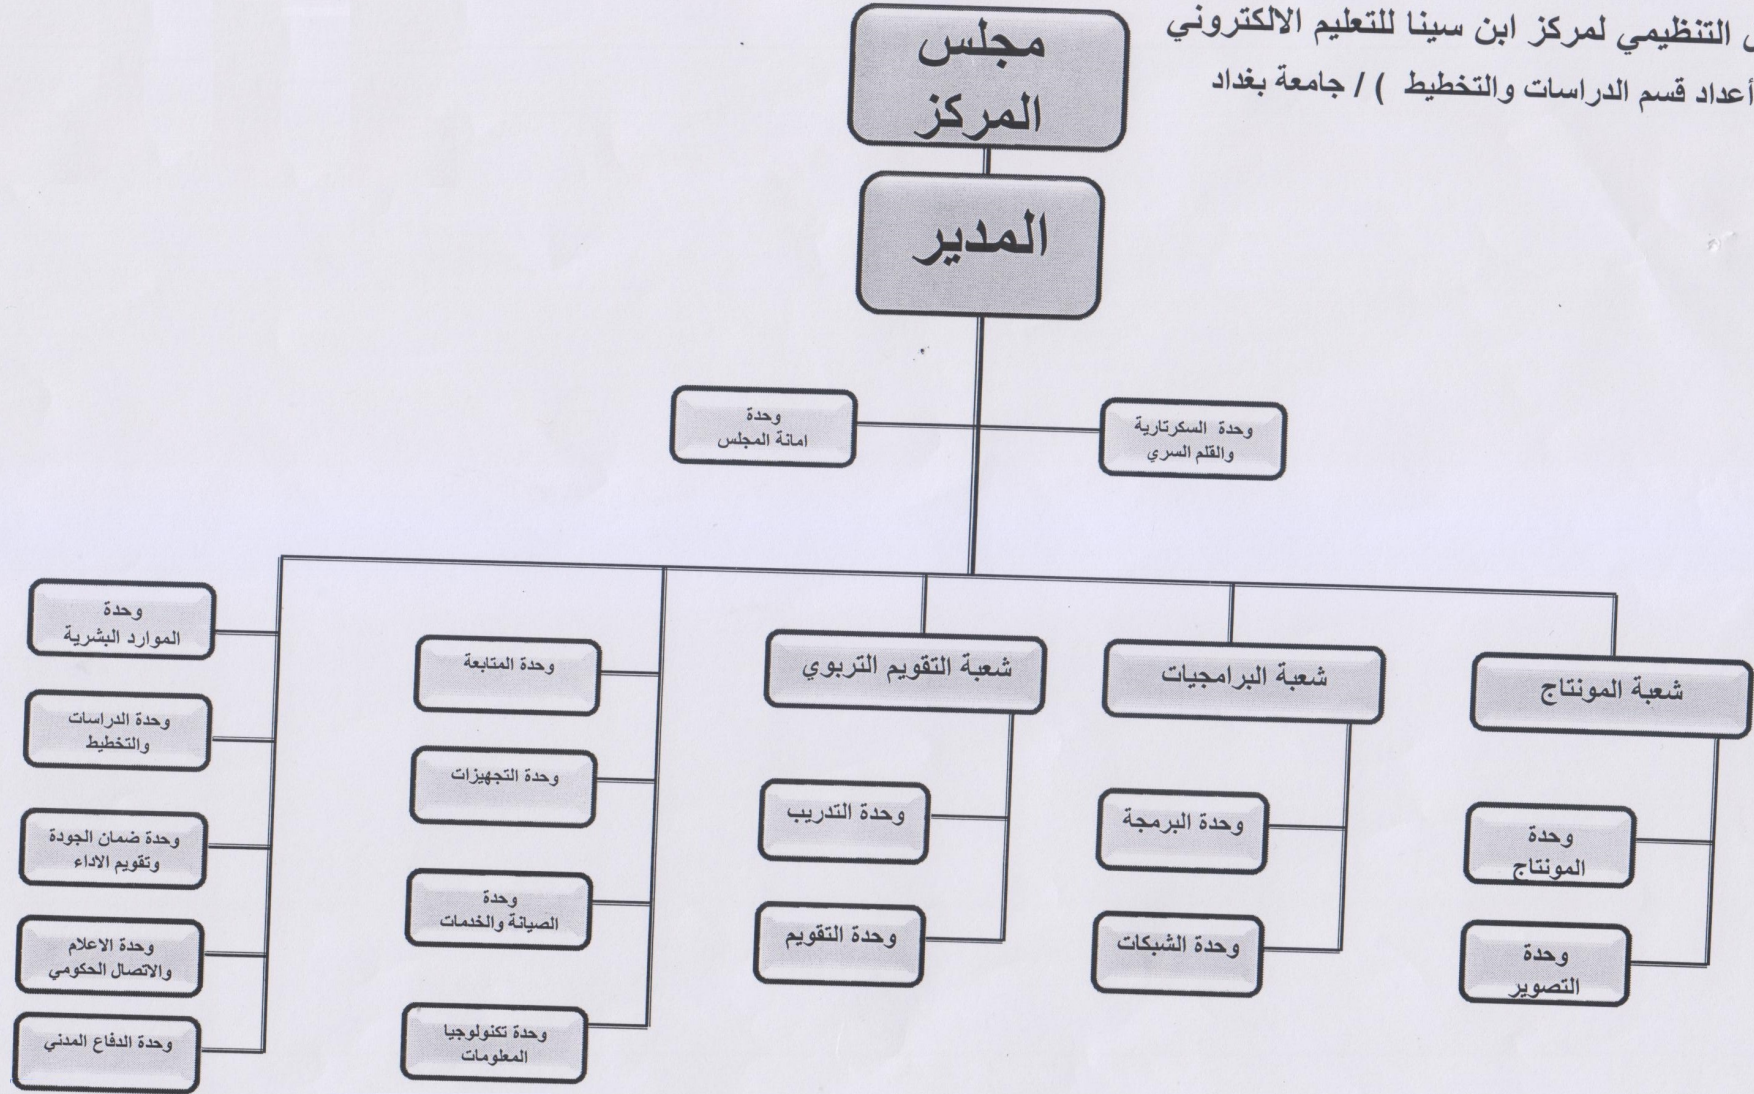 التنظيمي لمركز ابن سينا للتعليم الالكتروني
أعداد قسم الدراسات والتخطيط ) / جامعة بغداد
مجلس
المركز
المدير
وحدة السكرتارية
والقلم السري
وحدة
امانة المجلس
شعبة المونتاج
وحدة
المونتاج
وحدة
التصوير
شعبة البرامجيات
وحدة البرمجة
وحدة الشبكات
شعبة التقويم التربوي
وحدة التدريب
وحدة التقويم
وحدة المتابعة
وحدة التجهيزات
وحدة
الصيانة والخدمات
وحدة تكنولوجيا
المعلومات
وحدة
الموارد البشرية
وحدة الدراسات
والتخطيط
وحدة ضمان الجودة
وتقويم الاداء
وحدة الاعلام
والاتصال الحكومي
وحدة الدفاع المدني